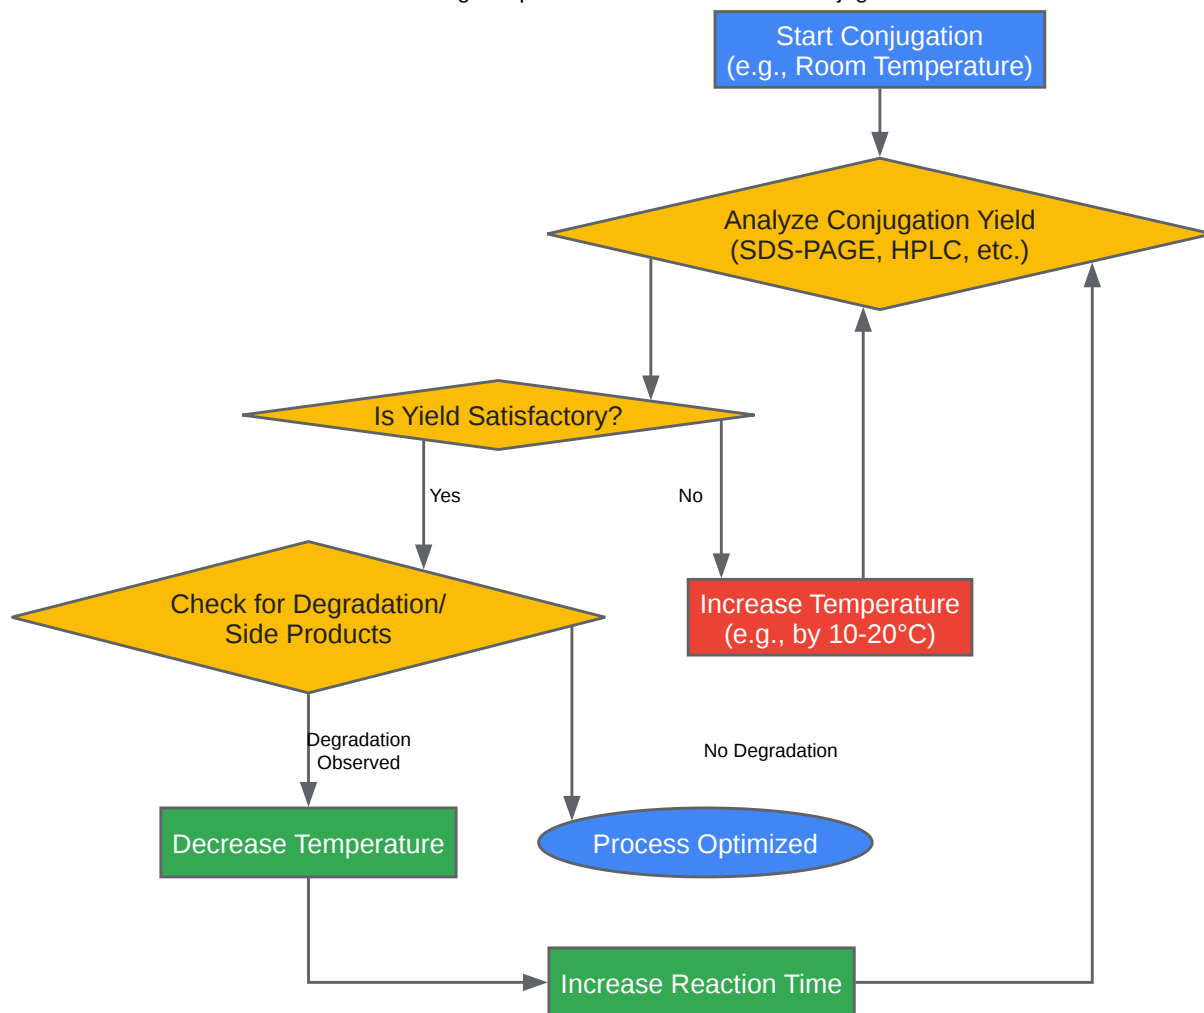 Start Conjugation
(e.g., Room Temperature)
Analyze Conjugation Yield
(SDS-PAGE, HPLC, etc.)
Is Yield Satisfactory?
Yes
No
Check for Degradation/
Side Products
Increase Temperature
(e.g., by 10-20°C)
Degradation
Observed
No Degradation
Decrease Temperature
Process Optimized
Increase Reaction Time